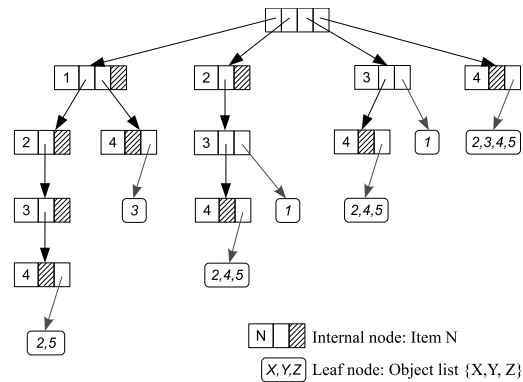 1 2 3 4
2 4 3 4 1 2,3,4,5
3 3 4 1 2,4,5
4 2,4,5
2,5
N Internal node: Item N
X,Y,Z Leaf node: Object list {X,Y, Z}